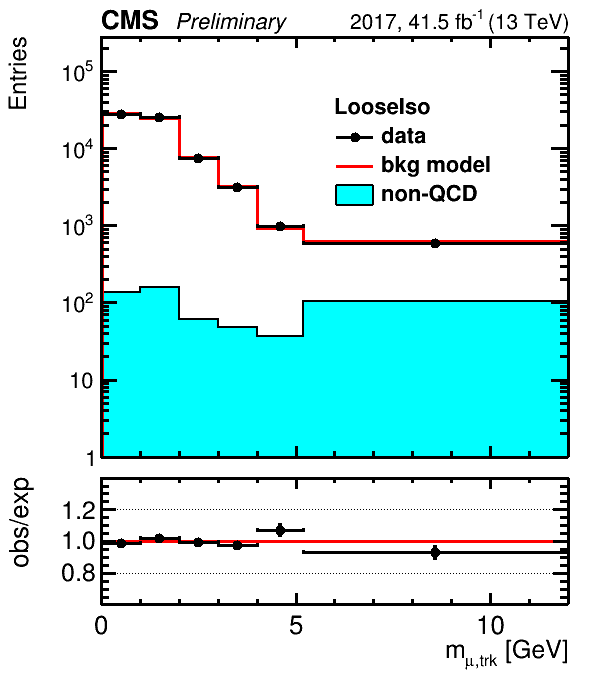 CMS Preliminary 2017, 41.5 fb⁻¹ (13 TeV)
Entries
10⁵
10⁴
10³
10²
10
1
LooseIso
data
bkg model
non-QCD
obs/exp
1.2
1.0
0.8
0 5 10
m_{μ,trk} [GeV]